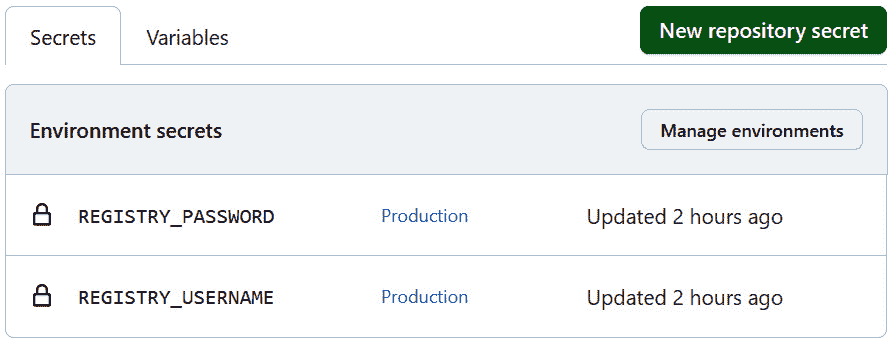 Secrets Variables New repository secret
Environment secrets Manage environments
REGISTRY_PASSWORD Production Updated 2 hours ago
REGISTRY_USERNAME Production Updated 2 hours ago